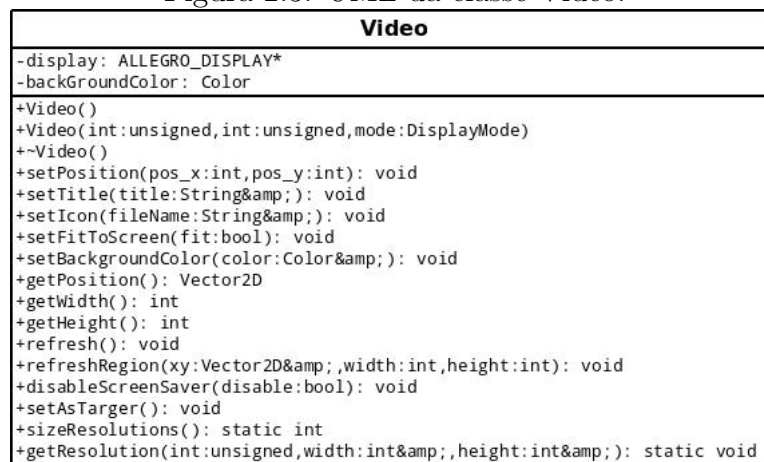 Video
-display: ALLEGRO_DISPLAY*
-backGroundColor: Color
+Video()
+Video(int:unsigned,int:unsigned,mode:DisplayMode)
+~Video()
+setPosition(pos_x:int,pos_y:int): void
+setTitle(title:String&amp;): void
+setIcon(fileName:String&amp;): void
+setFitToScreen(fit:bool): void
+setBackgroundColor(color:Color&amp;): void
+getPosition(): Vector2D
+getWidth(): int
+getHeight(): int
+refresh(): void
+refreshRegion(xy:Vector2D&amp;,width:int,height:int): void
+disableScreenSaver(disable:bool): void
+setAsTarger(): void
+sizeResolutions(): static int
+getResolution(int:unsigned,width:int&amp;,height:int&amp;): static void